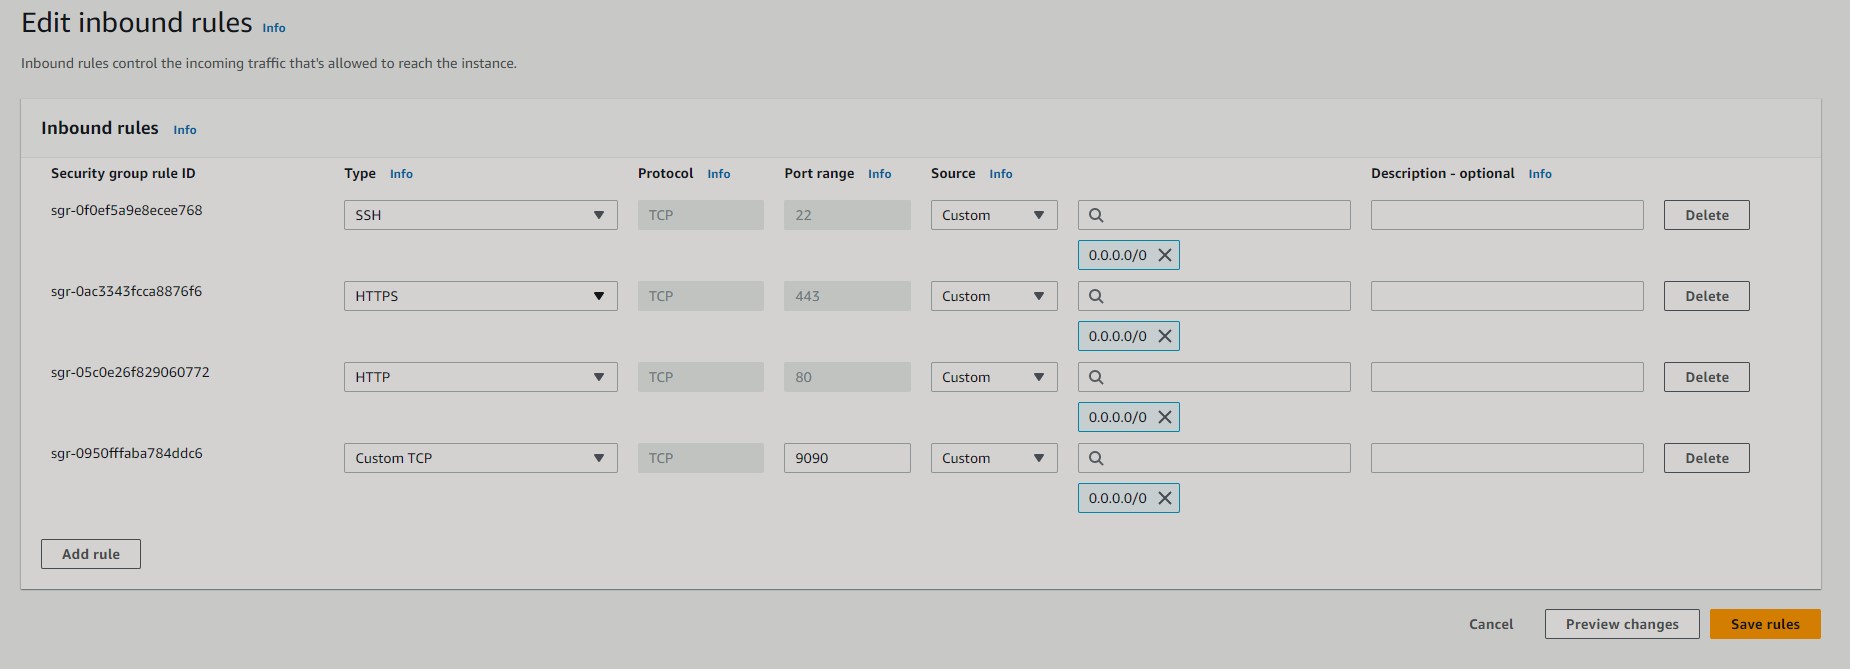 Edit inbound rules Info
Inbound rules control the incoming traffic that's allowed to reach the instance.
Inbound rules Info
Security group rule ID Type Info Protocol Info Port range Info Source Info Description - optional Info
sgr-0f0ef5a9e8ecee768 SSH TCP 22 Custom Delete
0.0.0.0/0
sgr-0ac3343fcca8876f6 HTTPS TCP 443 Custom Delete
0.0.0.0/0
sgr-05c0e26f829060772 HTTP TCP 80 Custom Delete
0.0.0.0/0
sgr-0950fffaba784ddc6 Custom TCP TCP 9090 Custom Delete
0.0.0.0/0
Add rule
Cancel Preview changes Save rules